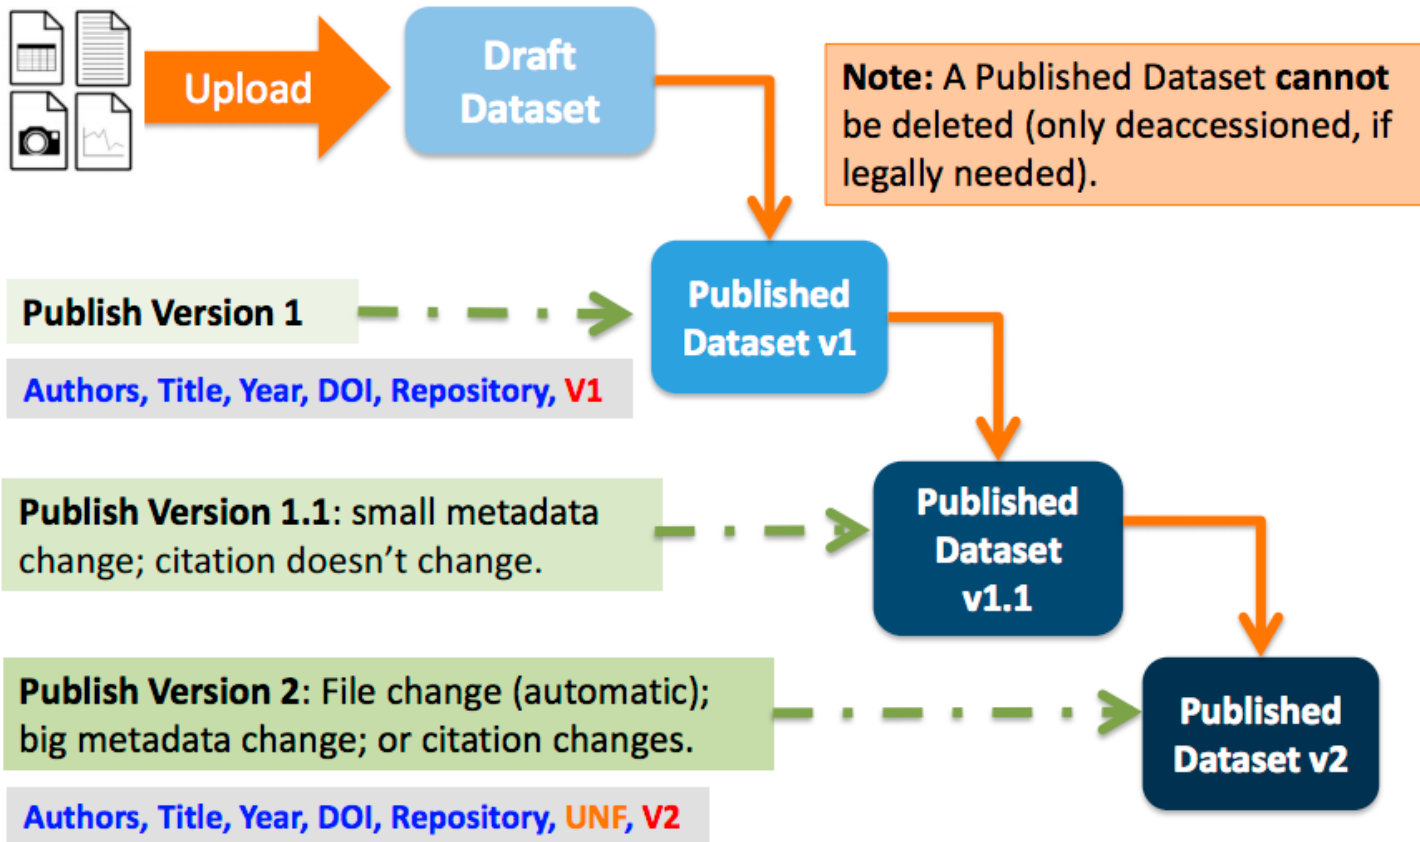 Upload
Draft
Dataset
Note: A Published Dataset cannot
be deleted (only deaccessioned, if
legally needed).
Publish Version 1
Published
Dataset v1
Authors, Title, Year, DOI, Repository, V1
Publish Version 1.1: small metadata
change; citation doesn’t change.
Published
Dataset
v1.1
Publish Version 2: File change (automatic);
big metadata change; or citation changes.
Published
Dataset v2
Authors, Title, Year, DOI, Repository, UNF, V2